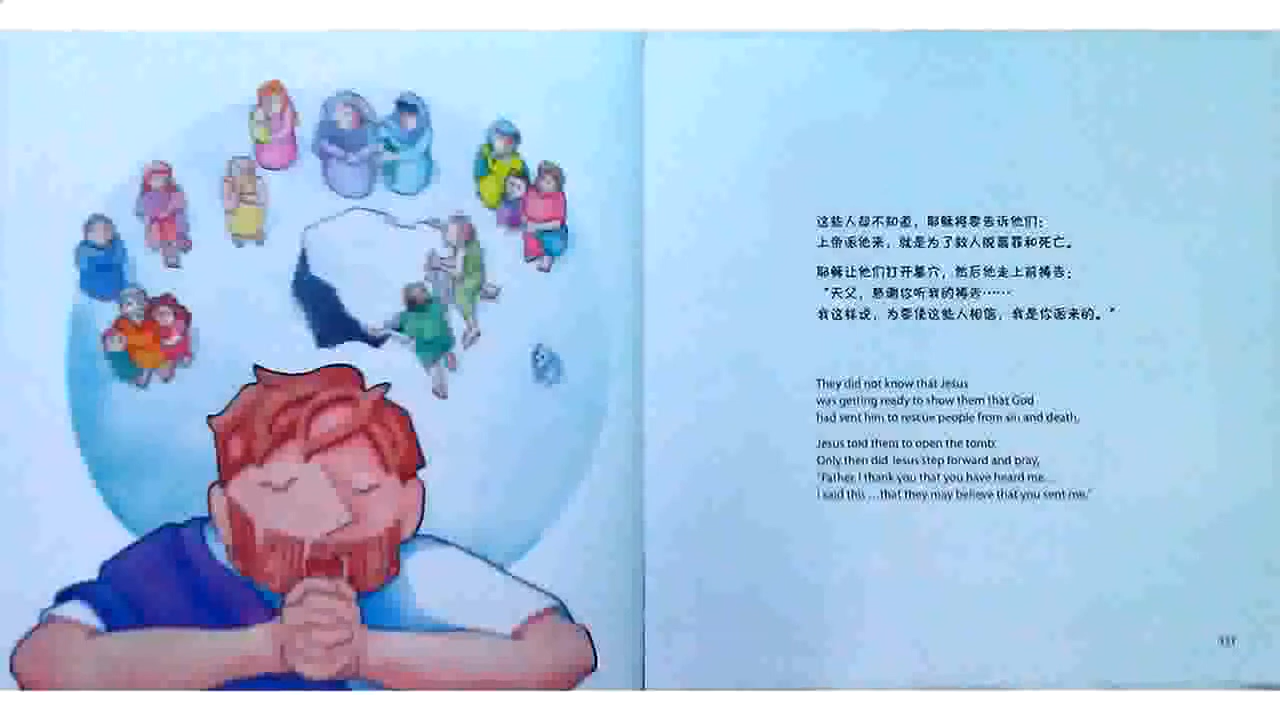 这些人却不知道，耶稣将要告诉他们：
上帝派他来，就是为了救人脱离罪和死亡。
耶稣让他们打开墓穴，然后他走上前祷告：
“天父，感谢你听我的祷告……
我这样说，为要使这些人相信，我是你派来的。”
They did not know that Jesus
was getting ready to show them that God
had sent him to rescue people from sin and death.
Jesus told them to open the tomb.
Only then did Jesus step forward and pray,
"Father, I thank you that you have heard me...
I said this ...that they may believe that you sent me."